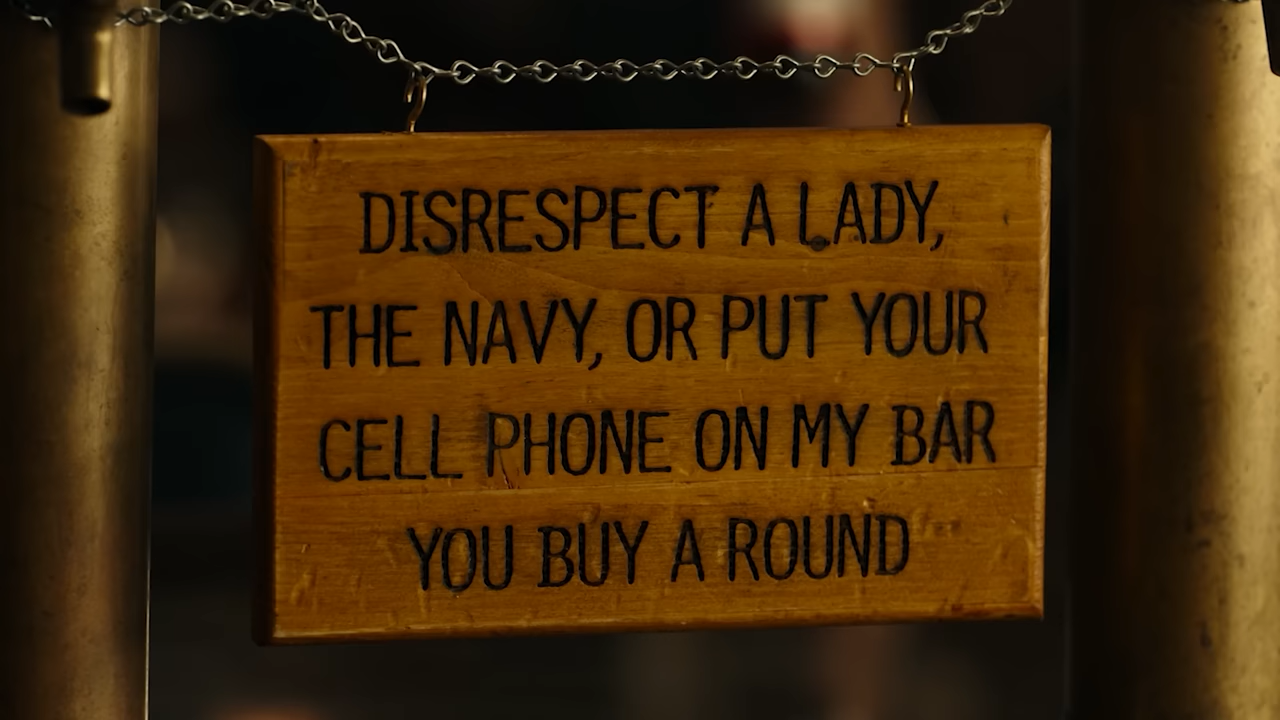 DISRESPECT A LADY,
THE NAVY, OR PUT YOUR
CELL PHONE ON MY BAR
YOU BUY A ROUND